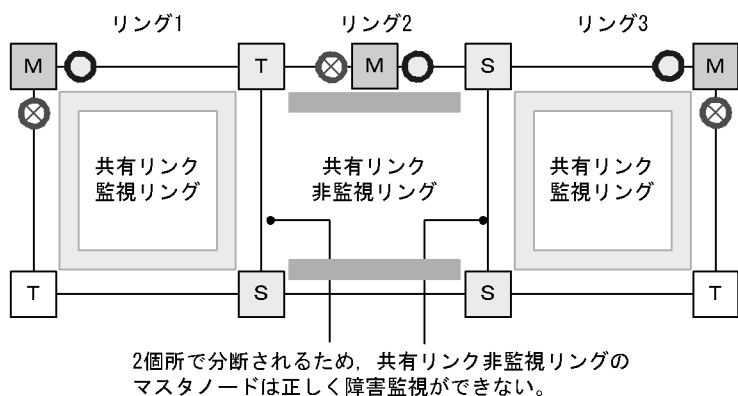 リング1
リング2
リング3
M
T
M
S
M
共有リンク
監視リング
共有リンク
非監視リング
共有リンク
監視リング
T
S
S
T
2個所で分断されるため，共有リンク非監視リングの
マスタノードは正しく障害監視ができない。